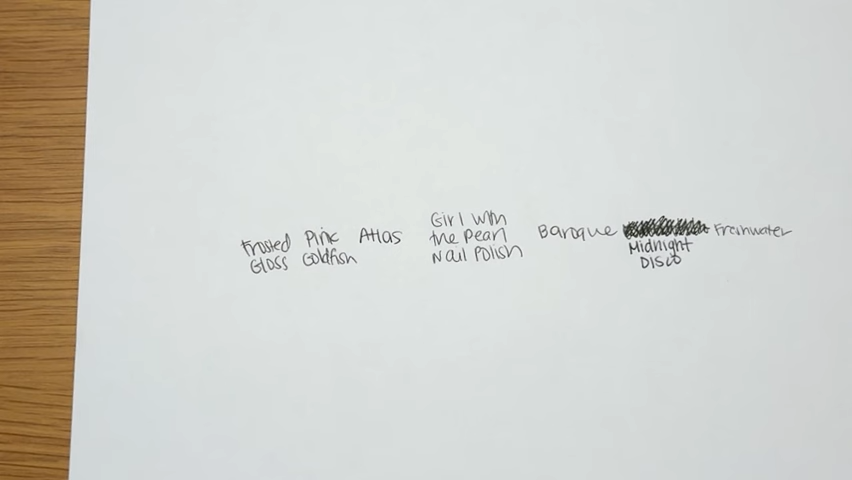 Frosted
Gloss
Pink
Goldfish
Atlas
Girl with
the Pearl
Nail Polish
Baroque
Midnight
Disco
Freshwater